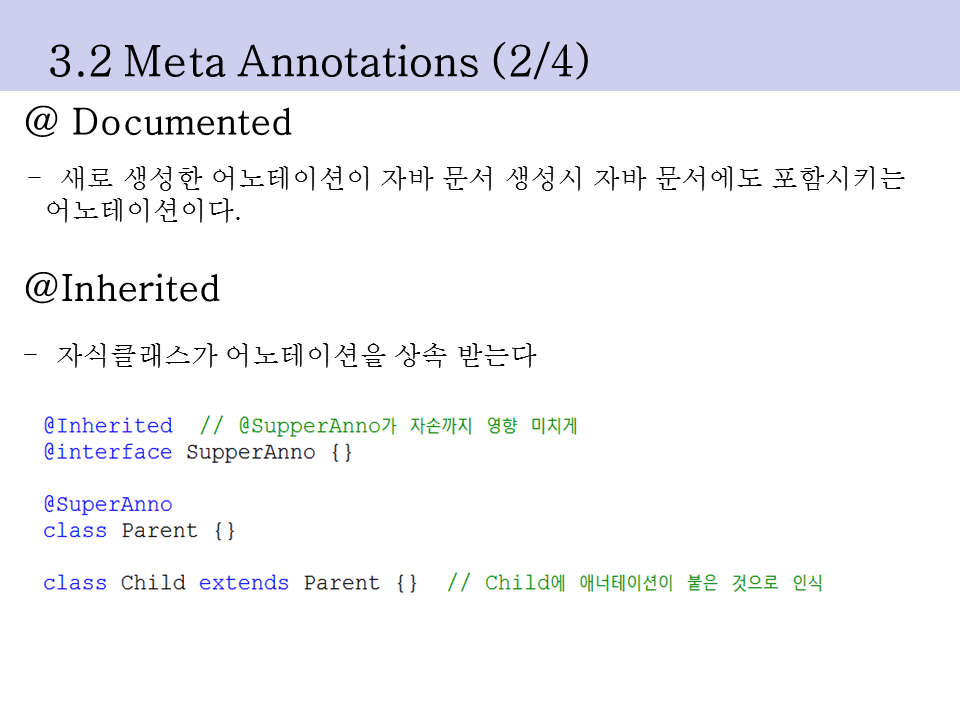 3.2 Meta Annotations (2/4)
@ Documented
- 새로 생성한 어노테이션이 자바 문서 생성시 자바 문서에도 포함시키는
어노테이션이다.
@Inherited
- 자식클래스가 어노테이션을 상속 받는다
@Inherited // @SupperAnno가 자손까지 영향 미치게
@interface SupperAnno {}
@SuperAnno
class Parent {}
class Child extends Parent {} // Child에 애너테이션이 붙은 것으로 인식